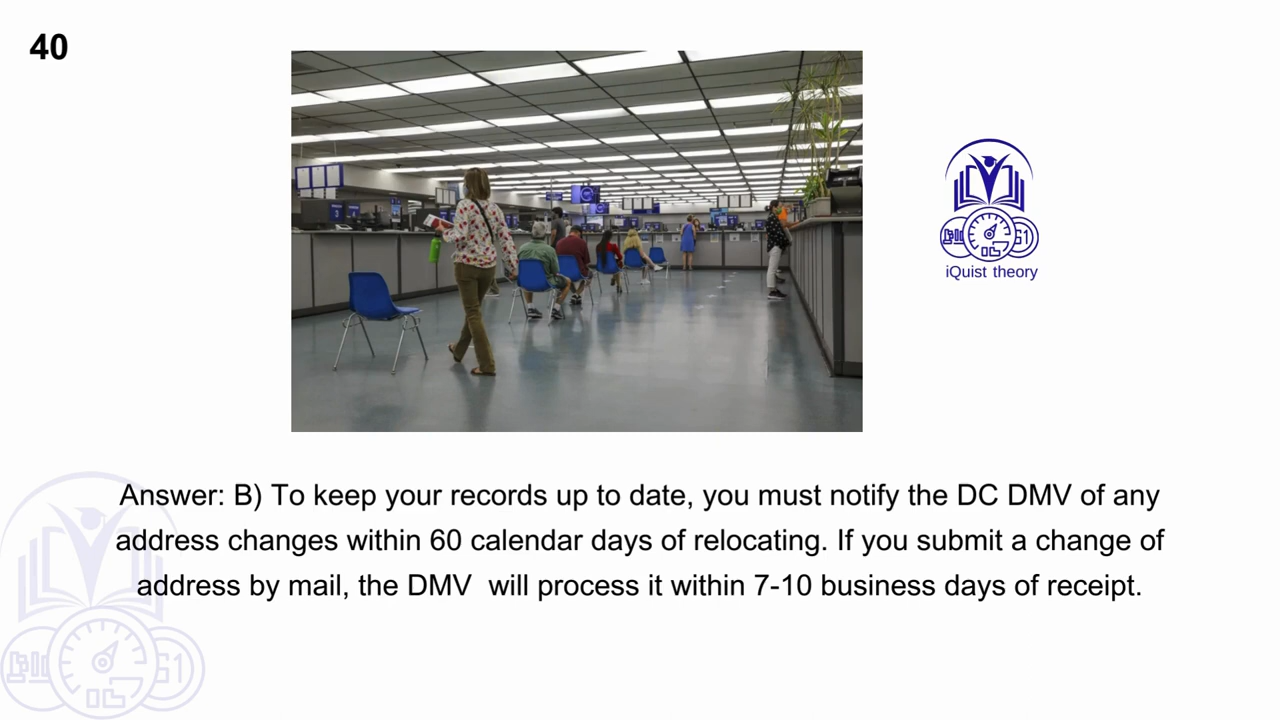 40
iQuist theory
Answer: B) To keep your records up to date, you must notify the DC DMV of any
address changes within 60 calendar days of relocating. If you submit a change of
address by mail, the DMV will process it within 7-10 business days of receipt.